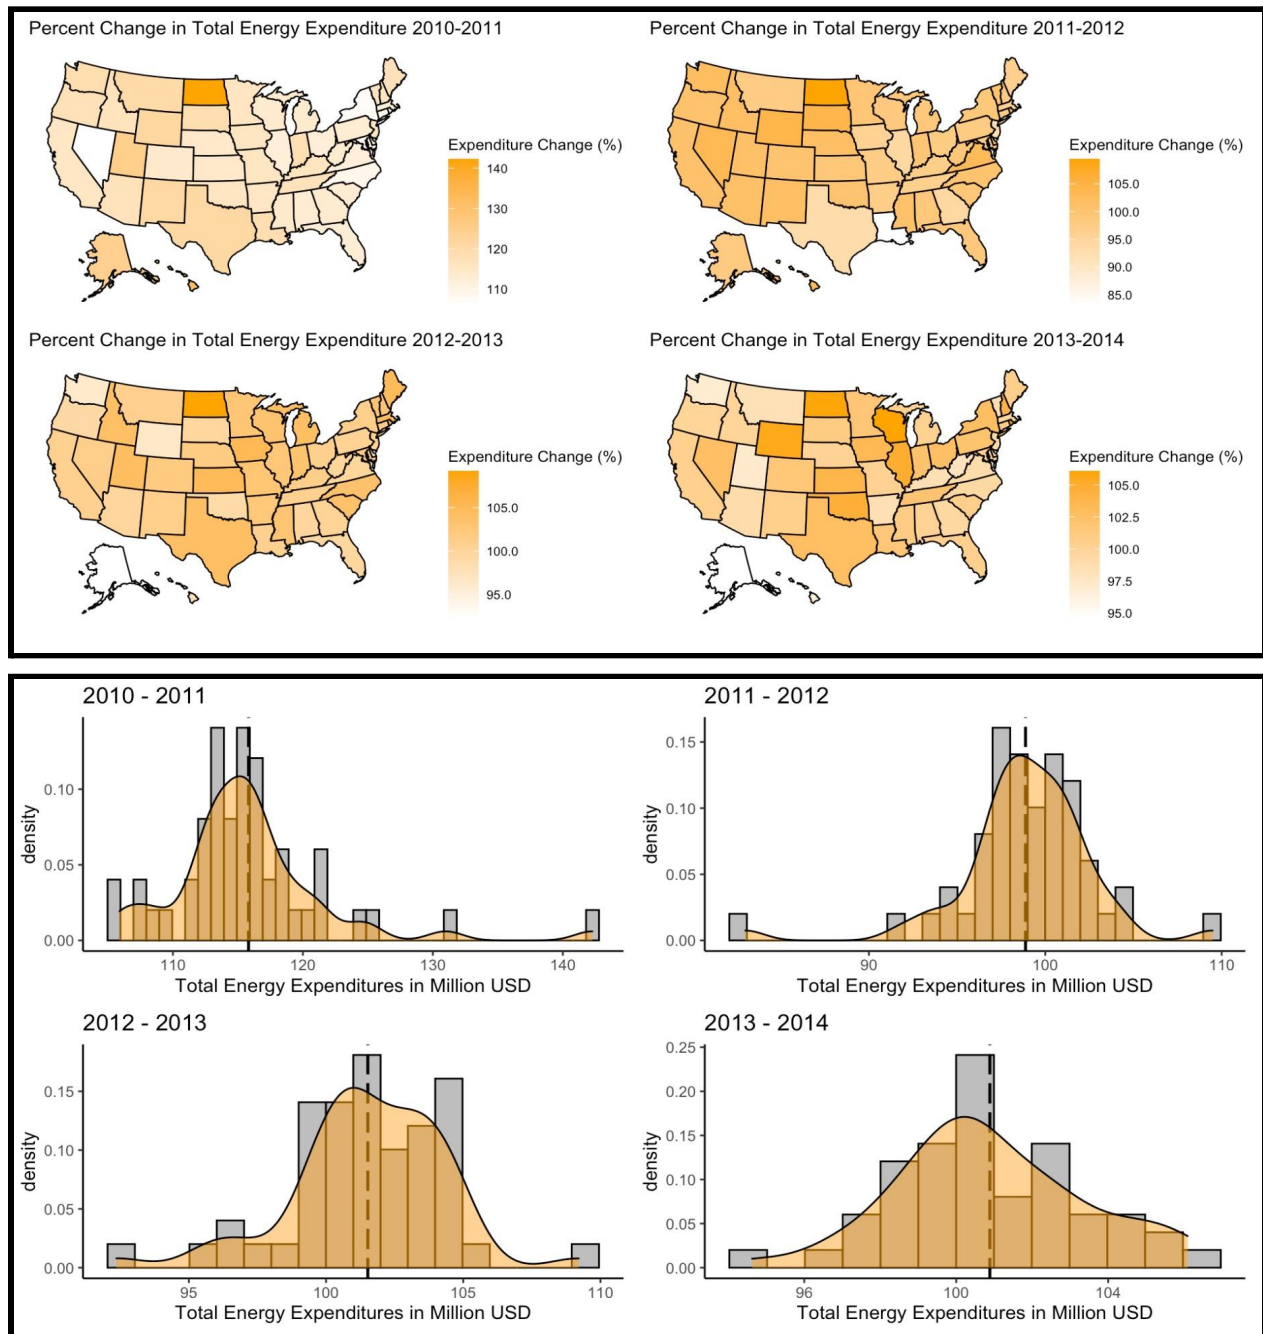 Percent Change in Total Energy Expenditure 2010-2011
Expenditure Change (%)
140
130
120
110
Percent Change in Total Energy Expenditure 2011-2012
Expenditure Change (%)
105.0
100.0
95.0
90.0
85.0
Percent Change in Total Energy Expenditure 2012-2013
Expenditure Change (%)
105.0
100.0
95.0
Percent Change in Total Energy Expenditure 2013-2014
Expenditure Change (%)
105.0
102.5
100.0
97.5
95.0
2010 - 2011
density
0.10
0.05
0.00
110 120 130 140
Total Energy Expenditures in Million USD
2011 - 2012
density
0.15
0.10
0.05
0.00
90 100 110
Total Energy Expenditures in Million USD
2012 - 2013
density
0.15
0.10
0.05
0.00
95 100 105 110
Total Energy Expenditures in Million USD
2013 - 2014
density
0.25
0.20
0.15
0.10
0.05
0.00
96 100 104
Total Energy Expenditures in Million USD